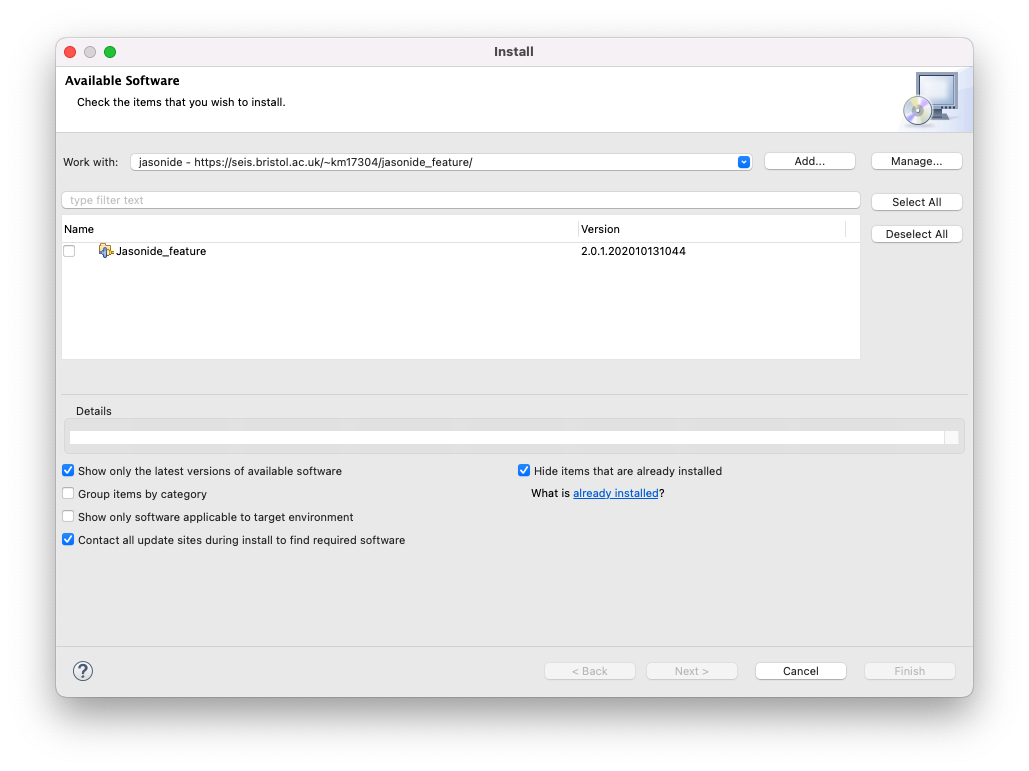 Install
Available Software
Check the items that you wish to install.
Work with: jasonide - https://seis.bristol.ac.uk/~km17304/jasonide_feature/ Add... Manage...
type filter text Select All
Name Version Deselect All
Jasonide_feature 2.0.1.202010131044
Details
Show only the latest versions of available software Hide items that are already installed
Group items by category What is already installed?
Show only software applicable to target environment
Contact all update sites during install to find required software
? < Back Next > Cancel Finish